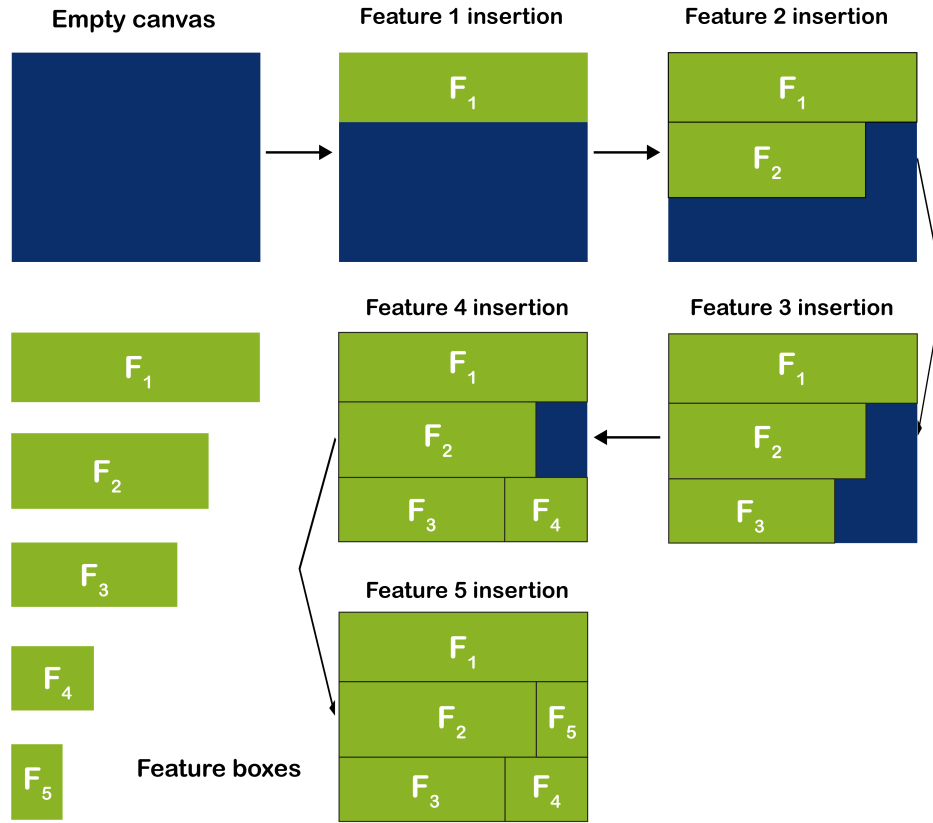 Empty canvas
Feature 1 insertion
Feature 2 insertion
F1
F1
F2
Feature 4 insertion
Feature 3 insertion
F1
F2
F3
F4
F5
Feature boxes
F1
F2
F3
F4
F1
F2
F3
Feature 5 insertion
F1
F2
F5
F3
F4